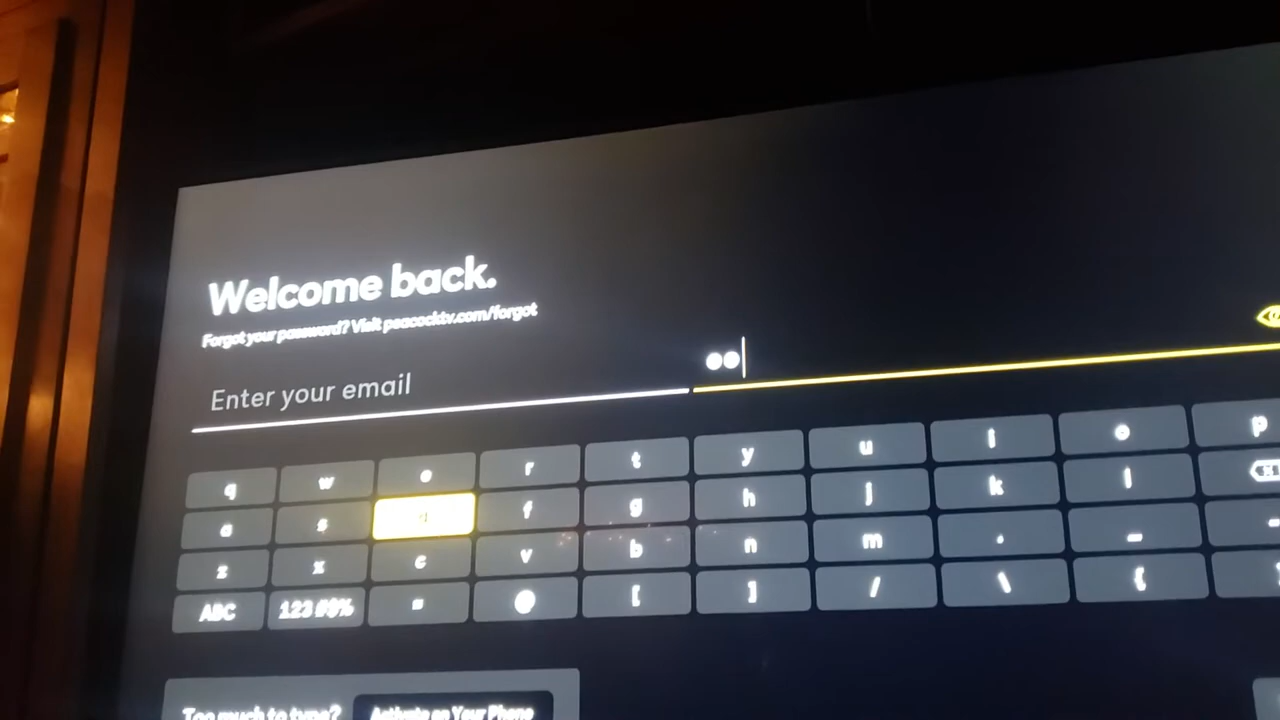 Welcome back.
Forgot your password? Visit peacocktv.com/forgot
Enter your email
q w e r t y u i o p
a s d f g h j k l
z x c v b n m . -
ABC 123#@% @ [ ] / \ {
Too much to type? Activate on Your Phone